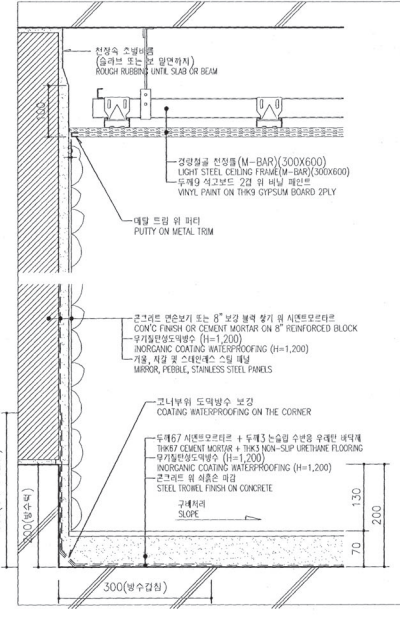 천창속 초벌바름
(슬라브 또는 보 밑면까지)
ROUGH RUBBING UNTIL SLAB OR BEAM
100
경량철골 천창틀(M-BAR)(300X600)
LIGHT STEEL CEILING FRAME(M-BAR)(300X600)
두께9 석고보드 2겹 위 비닐 페인트
VINYL PAINT ON THK9 GYPSUM BOARD 2PLY
메탈 트림 위 퍼티
PUTTY ON METAL TRIM
콘크리트 면손보기 또는 8" 보강 블럭 쌓기 위 시멘트모르타르
CON'C FINISH OR CEMENT MORTAR ON 8" REINFORCED BLOCK
무기질탄성도막방수 (H=1,200)
INORGANIC COATING WATERPROOFING (H=1,200)
거울, 자갈 및 스테인레스 스틸 패널
MIRROR, PEBBLE, STAINLESS STEEL PANELS
코너부위 도막방수 보강
COATING WATERPROOFING ON THE CORNER
두께67 시멘트모르타르 + 두께3 논슬립 수변용 우레탄 바닥재
THK67 CEMENT MORTAR + THK3 NON-SLIP URETHANE FLOORING
무기질탄성도막방수 (H=1,200)
INORGANIC COATING WATERPROOFING (H=1,200)
콘크리트 위 쇠흙손 마감
STEEL TROWEL FINISH ON CONCRETE
구배처리
SLOPE
130
200
70
300(방수겹침)